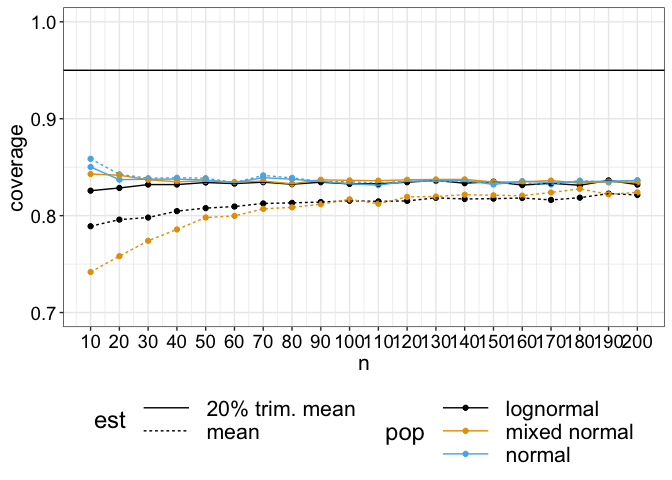 1.0
0.9
0.8
0.7
coverage
10 20 30 40 50 60 70 80 90 100 110 120 130 140 150 160 170 180 190 200
n
est
20% trim. mean
mean
pop
lognormal
mixed normal
normal